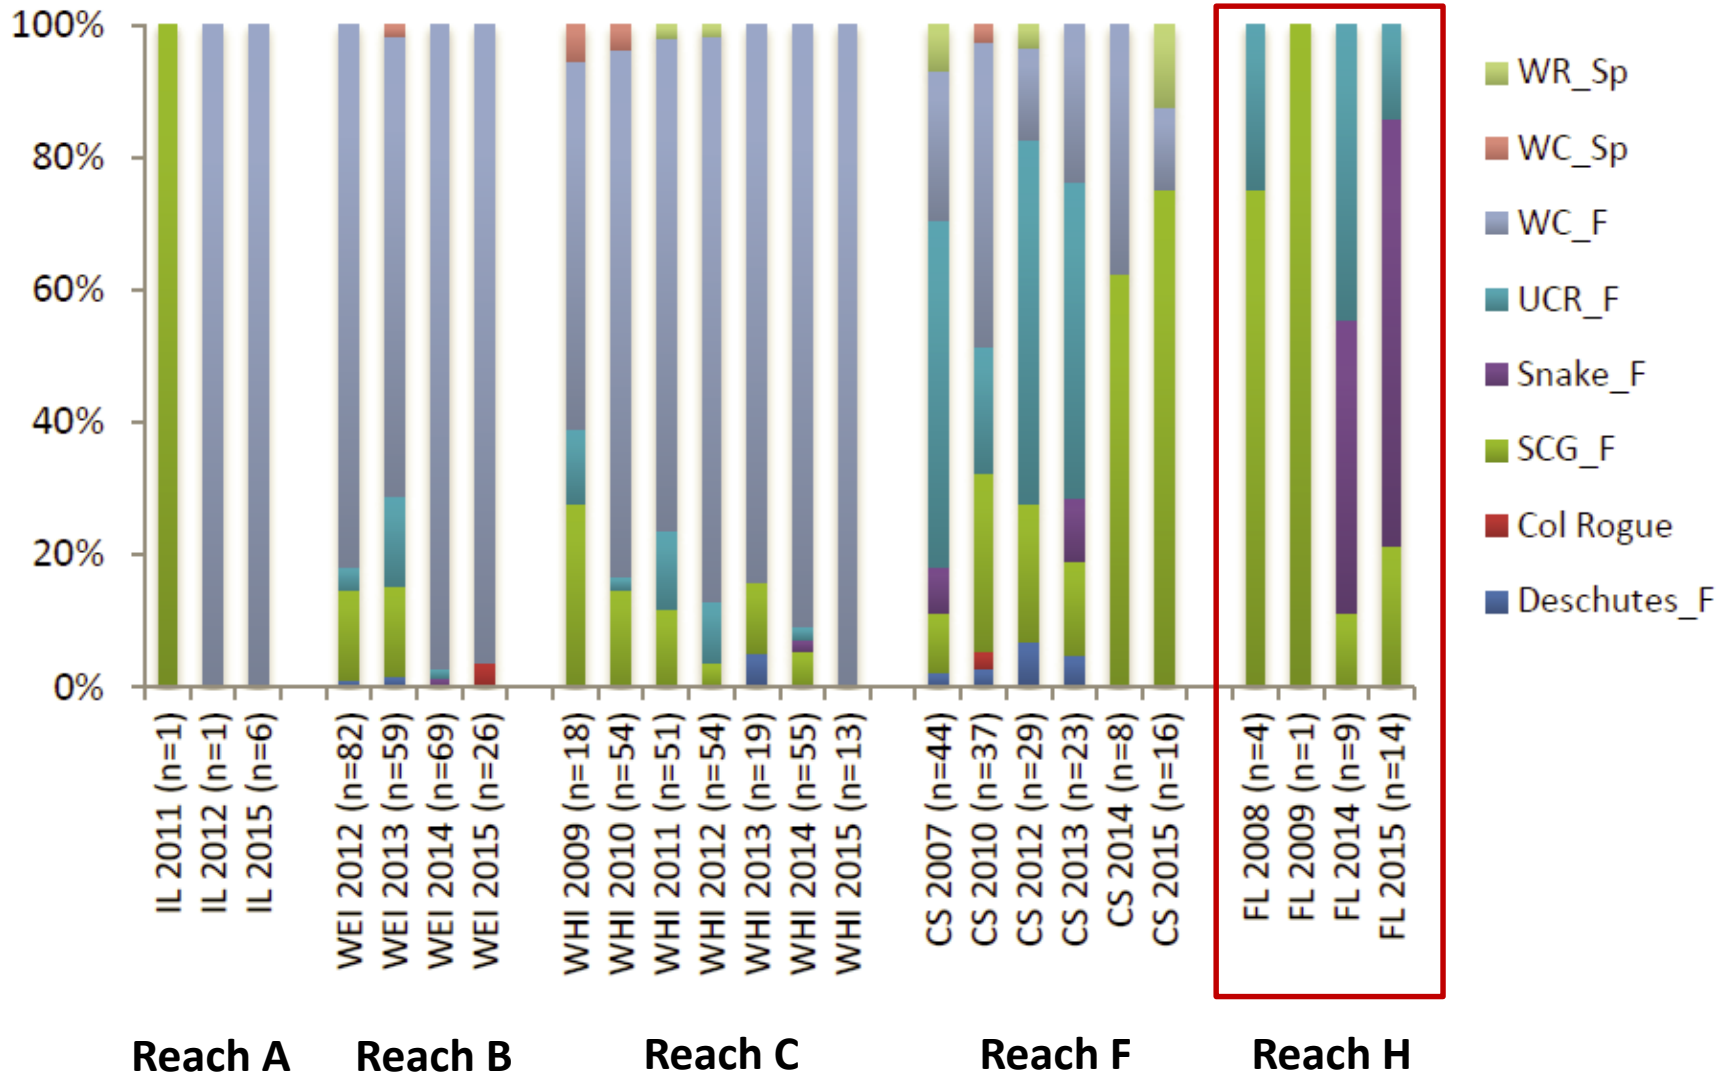 100%
80%
60%
40%
20%
0%
IL 2011 (n=1)
IL 2012 (n=1)
IL 2015 (n=6)
WEI 2012 (n=82)
WEI 2013 (n=59)
WEI 2014 (n=69)
WEI 2015 (n=26)
WHI 2009 (n=18)
WHI 2010 (n=54)
WHI 2011 (n=51)
WHI 2012 (n=54)
WHI 2013 (n=19)
WHI 2014 (n=55)
WHI 2015 (n=13)
CS 2007 (n=44)
CS 2010 (n=37)
CS 2012 (n=29)
CS 2013 (n=23)
CS 2014 (n=8)
CS 2015 (n=16)
FL 2008 (n=4)
FL 2009 (n=1)
FL 2014 (n=9)
FL 2015 (n=14)
Reach A
Reach B
Reach C
Reach F
Reach H
WR_Sp
WC_Sp
WC_F
UCR_F
Snake_F
SCG_F
Col Rogue
Deschutes_F